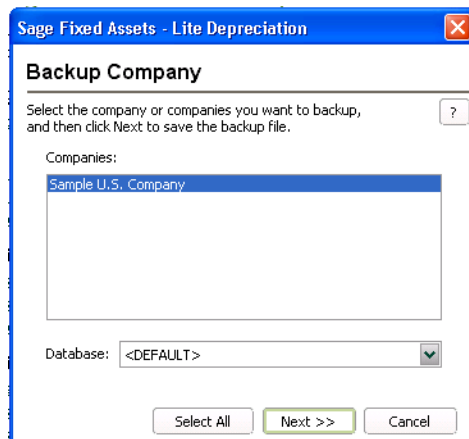 Sage Fixed Assets - Lite Depreciation
Backup Company
Select the company or companies you want to backup,
and then click Next to save the backup file.
?
Companies:
Sample U.S. Company
Database: <DEFAULT>
Select All Next >> Cancel